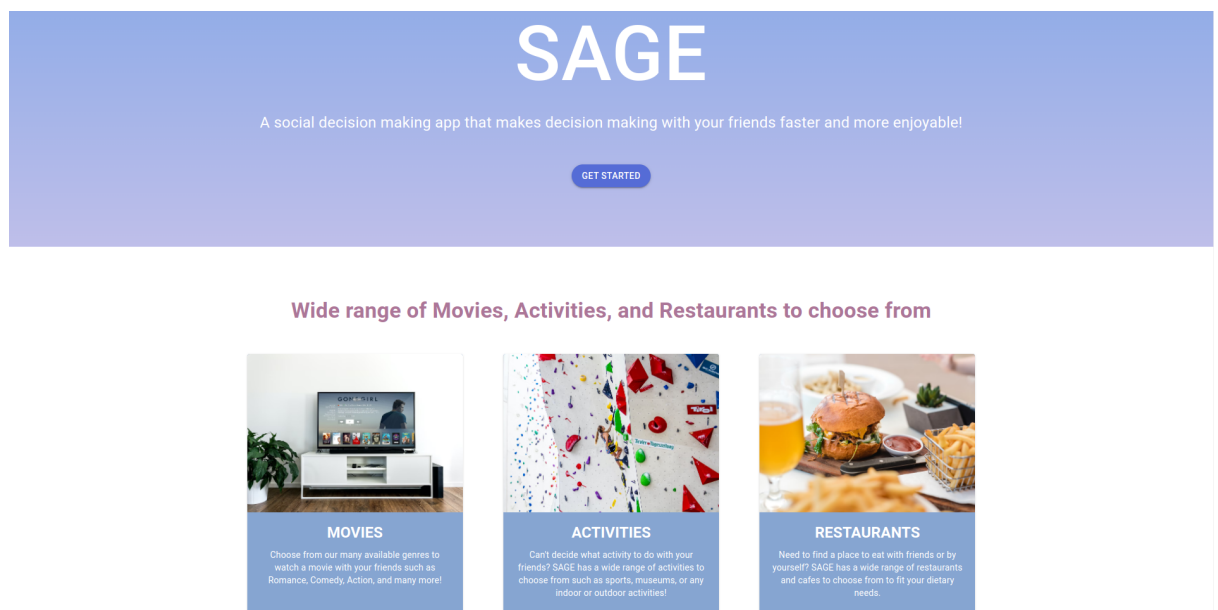 SAGE
A social decision making app that makes decision making with your friends faster and more enjoyable!
GET STARTED
Wide range of Movies, Activities, and Restaurants to choose from
GONE GIRL
MOVIES
Choose from our many available genres to
watch a movie with your friends such as
Romance, Comedy, Action, and many more!
ACTIVITIES
Can't decide what activity to do with your
friends? SAGE has a wide range of activities to
choose from such as sports, museums, or any
indoor or outdoor activities!
RESTAURANTS
Need to find a place to eat with friends or by
yourself? SAGE has a wide range of restaurants
and cafes to choose from to fit your dietary
needs.